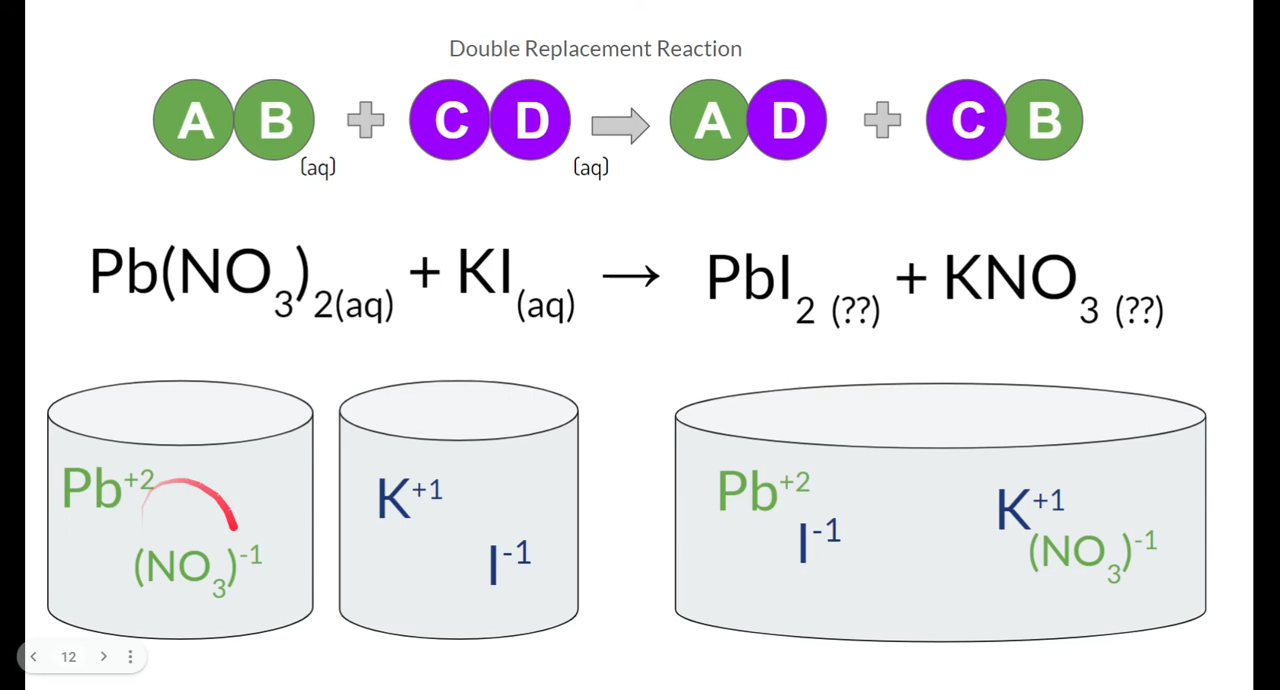 Double Replacement Reaction
A B (aq) + C D (aq) A D + C B
Pb(NO₃)₂(aq) + KI(aq) → PbI₂ (??) + KNO₃ (??)
Pb⁺²
(NO₃)⁻¹
K⁺¹
I⁻¹
Pb⁺²
I⁻¹
K⁺¹
(NO₃)⁻¹
12